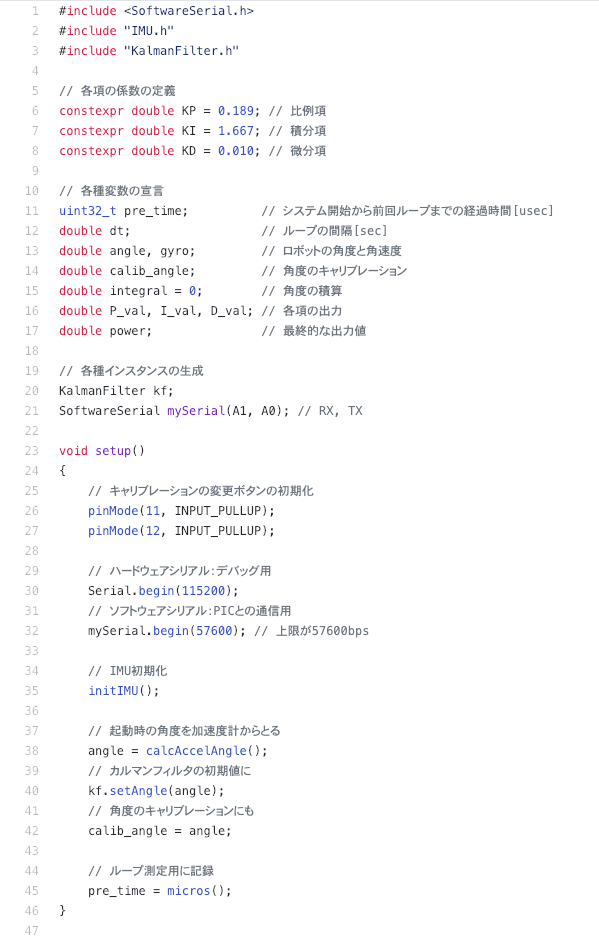 1 #include <SoftwareSerial.h>
2 #include "IMU.h"
3 #include "KalmanFilter.h"
4
5 // 各項の係数の定義
6 constexpr double KP = 0.189; // 比例項
7 constexpr double KI = 1.667; // 積分項
8 constexpr double KD = 0.010; // 微分項
9
10 // 各種変数の宣言
11 uint32_t pre_time;          // システム開始から前回ループまでの経過時間[usec]
12 double dt;                  // ループの間隔[sec]
13 double angle, gyro;         // ロボットの角度と角速度
14 double calib_angle;         // 角度のキャリブレーション
15 double integral = 0;        // 角度の積算
16 double P_val, I_val, D_val; // 各項の出力
17 double power;               // 最終的な出力値
18
19 // 各種インスタンスの生成
20 KalmanFilter kf;
21 SoftwareSerial mySerial(A1, A0); // RX, TX
22
23 void setup()
24 {
25     // キャリブレーションの変更ボタンの初期化
26     pinMode(11, INPUT_PULLUP);
27     pinMode(12, INPUT_PULLUP);
28
29     // ハードウェアシリアル:デバッグ用
30     Serial.begin(115200);
31     // ソフトウェアシリアル:PICとの通信用
32     mySerial.begin(57600); // 上限が57600bps
33
34     // IMU初期化
35     initIMU();
36
37     // 起動時の角度を加速度計からとる
38     angle = calcAccelAngle();
39     // カルマンフィルタの初期値に
40     kf.setAngle(angle);
41     // 角度のキャリブレーションにも
42     calib_angle = angle;
43
44     // ループ測定用に記録
45     pre_time = micros();
46 }
47